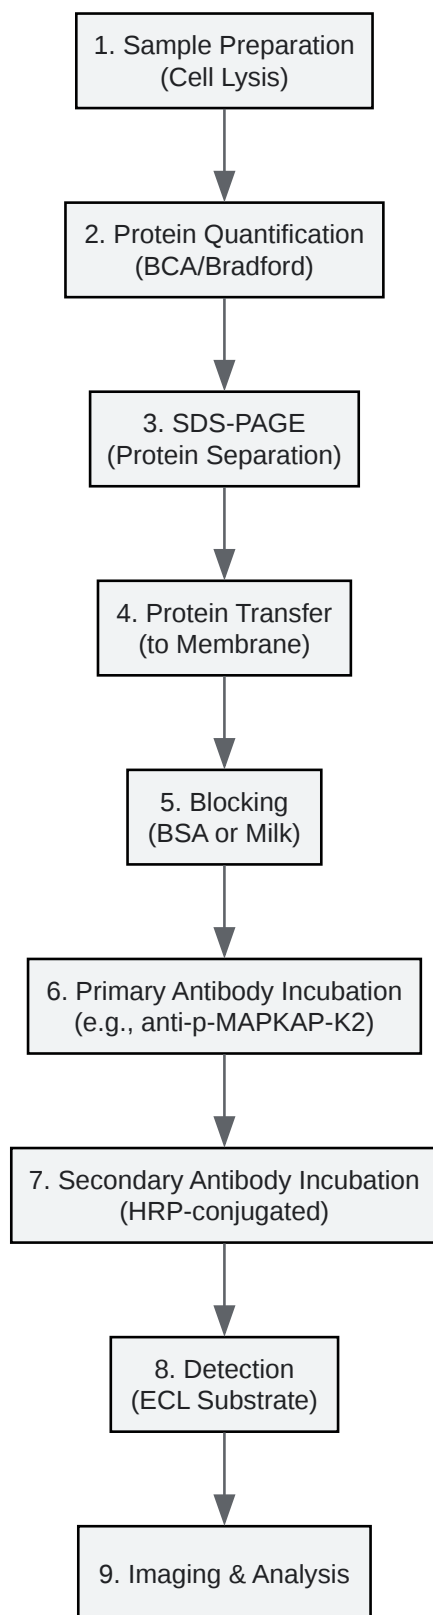 1. Sample Preparation
(Cell Lysis)
2. Protein Quantification
(BCA/Bradford)
3. SDS-PAGE
(Protein Separation)
4. Protein Transfer
(to Membrane)
5. Blocking
(BSA or Milk)
6. Primary Antibody Incubation
(e.g., anti-p-MAPKAP-K2)
7. Secondary Antibody Incubation
(HRP-conjugated)
8. Detection
(ECL Substrate)
9. Imaging & Analysis